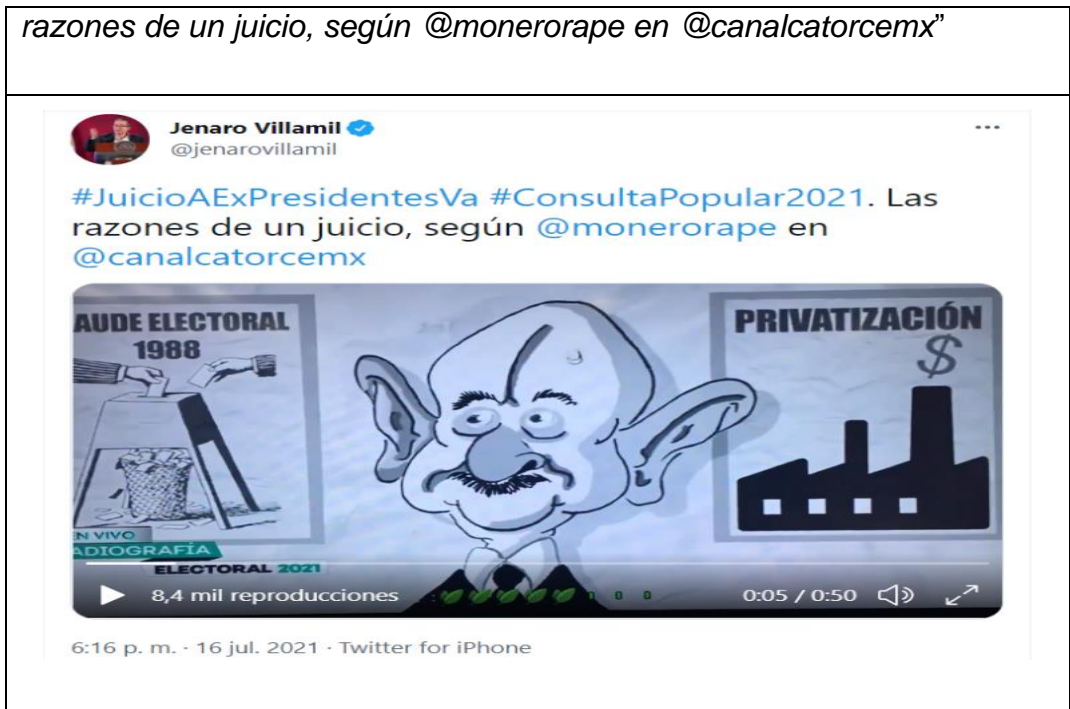 razones de un juicio, según @monerorape en @canalcatorcemx”
Jenaro Villamil
@jenarovillamil
#JuicioAExPresidentesVa #ConsultaPopular2021. Las
razones de un juicio, según @monerorape en
@canalcatorcemx
AUDE ELECTORAL
1988
PRIVATIZACIÓN
$
EN VIVO
ADIOGRAFÍA
ELECTORAL 2021
8,4 mil reproducciones
0:05 / 0:50
6:16 p. m. · 16 jul. 2021 · Twitter for iPhone